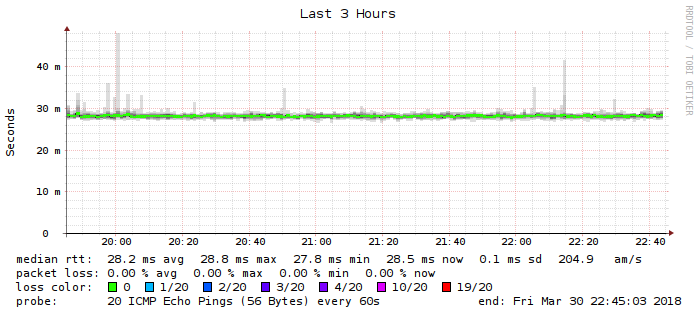 Last 3 Hours
RRDTOOL / TOBI OETIKER
Seconds
40 m
30 m
20 m
10 m
0
20:00 20:20 20:40 21:00 21:20 21:40 22:00 22:20 22:40
median rtt: 28.2 ms avg 28.8 ms max 27.8 ms min 28.5 ms now 0.1 ms sd 204.9 am/s
packet loss: 0.00 % avg 0.00 % max 0.00 % min 0.00 % now
loss color: 0 1/20 2/20 3/20 4/20 10/20 19/20
probe: 20 ICMP Echo Pings (56 Bytes) every 60s end: Fri Mar 30 22:45:03 2018